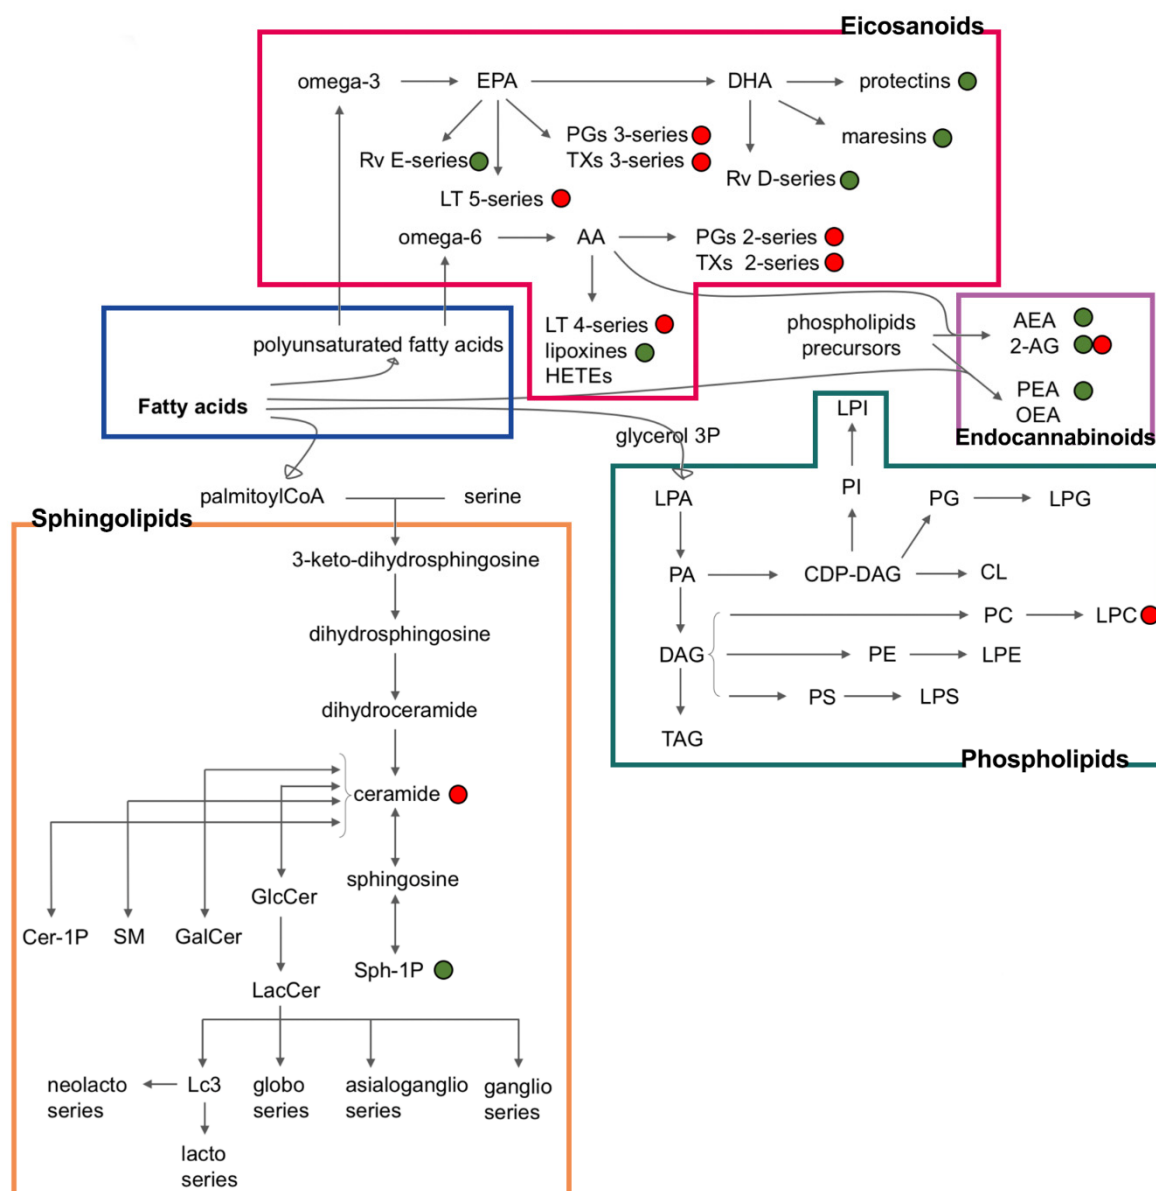 Eicosanoids
omega-3
EPA
DHA
protectins
maresins
PGs 3-series
TXs 3-series
Rv E-series
Rv D-series
LT 5-series
omega-6
AA
PGs 2-series
TXs 2-series
LT 4-series
lipoxines
HETEs
polyunsaturated fatty acids
Fatty acids
phospholipids
precursors
AEA
2-AG
PEA
OEA
Endocannabinoids
glycerol 3P
palmitoylCoA
serine
Sphingolipids
3-keto-dihydrosphingosine
dihydrosphingosine
dihydroceramide
ceramide
sphingosine
Sph-1P
Cer-1P
SM
GalCer
GlcCer
LacCer
neolacto
series
Lc3
globo
series
asialoganglio
series
ganglio
series
lacto
series
LPI
LPA
PI
PG
LPG
PA
CDP-DAG
CL
PC
LPC
DAG
PE
LPE
PS
LPS
TAG
Phospholipids